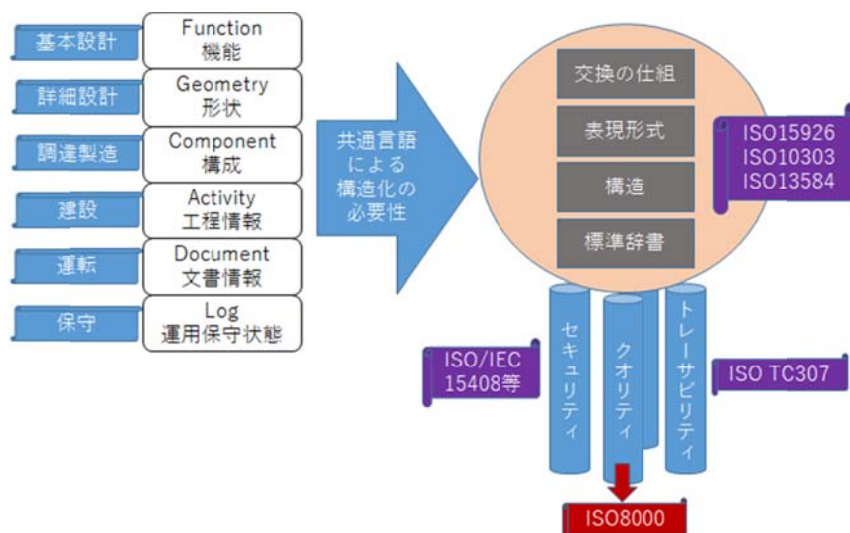 基本設計
Function
機能
詳細設計
Geometry
形状
調達製造
Component
構成
建設
Activity
工程情報
運転
Document
文書情報
保守
Log
運用保守状態
共通言語
による
構造化の
必要性
交換の仕組
表現形式
構造
標準辞書
ISO15926
ISO10303
ISO13584
ISO/IEC
15408等
セキュリティ
クオリティ
トレーサビリティ
ISO TC307
ISO8000